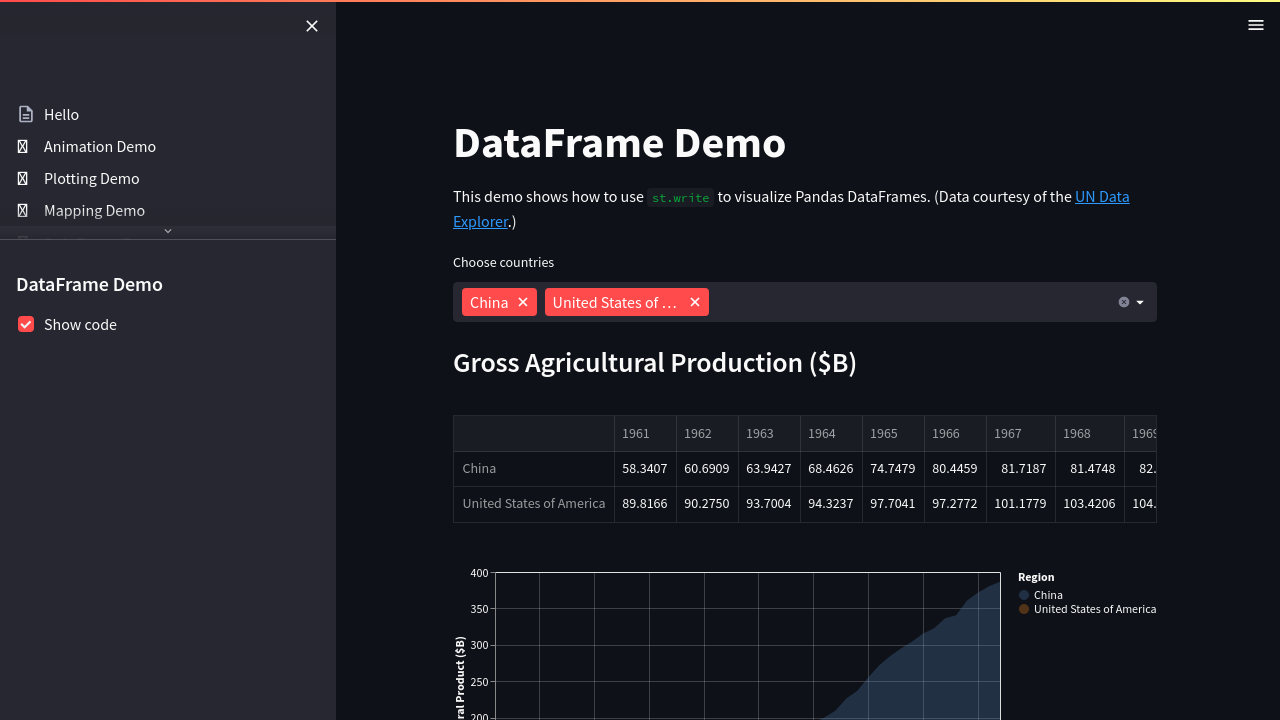 Hello
Animation Demo
Plotting Demo
Mapping Demo
DataFrame Demo
Show code
DataFrame Demo
This demo shows how to use st.write to visualize Pandas DataFrames. (Data courtesy of the UN Data
Explorer.)
Choose countries
China
United States of ...
Gross Agricultural Production ($B)
1961 1962 1963 1964 1965 1966 1967 1968 1969
China 58.3407 60.6909 63.9427 68.4626 74.7479 80.4459 81.7187 81.4748 82.
United States of America 89.8166 90.2750 93.7004 94.3237 97.7041 97.2772 101.1779 103.4206 104.
400
350
300
250
200
ral Product ($B)
Region
China
United States of America